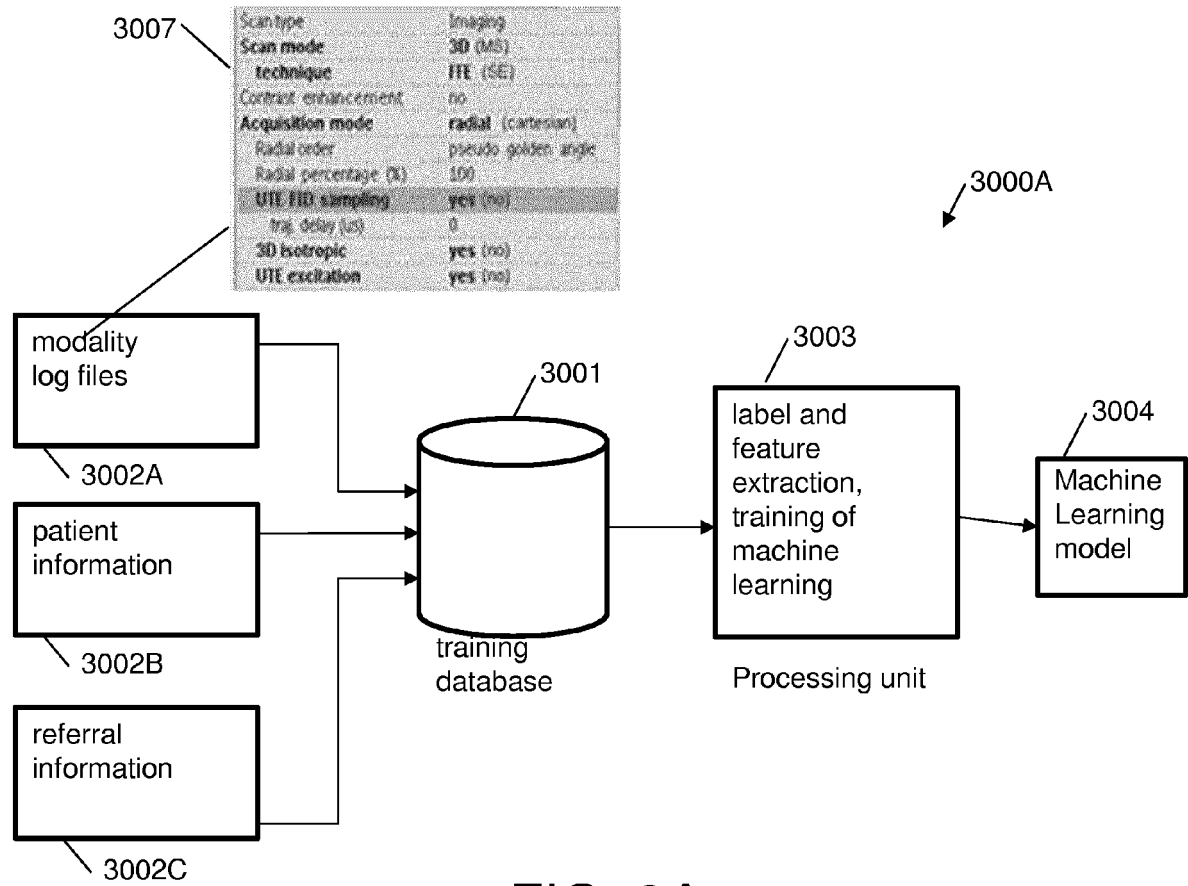 3007
Scan type Imaging
Scan mode 3D (MS)
technique FFE (SE)
Contrast enhancement no
Acquisition mode radial (cartesian)
Radial order pseudo golden angle
Radial percentage (%) 100
UTE FID sampling yes (no)
traj. delay (us) 0
3D isotropic yes (no)
UTE excitation yes (no)
3000A
modality
log files
3002A
patient
information
3002B
referral
information
3002C
3001
training
database
3003
label and
feature
extraction,
training of
machine
learning
Processing unit
3004
Machine
Learning
model